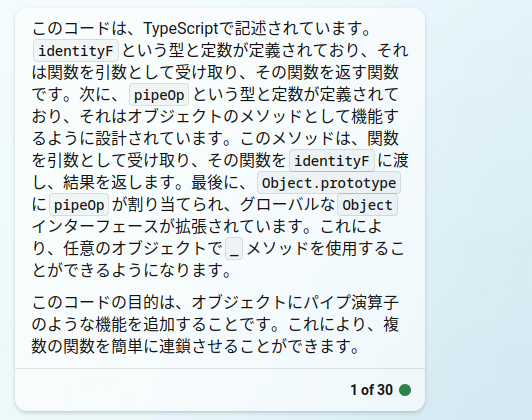 このコードは、TypeScriptで記述されています。
identityF という型と定数が定義されており、それ
は関数を引数として受け取り、その関数を返す関数
です。次に、 pipeOp という型と定数が定義されて
おり、それはオブジェクトのメソッドとして機能す
るように設計されています。このメソッドは、関数
を引数として受け取り、その関数を identityF に渡
し、結果を返します。最後に、 Object.prototype
に pipeOp が割り当てられ、グローバルな Object
インターフェースが拡張されています。これによ
り、任意のオブジェクトで _ メソッドを使用するこ
とができるようになります。
このコードの目的は、オブジェクトにパイプ演算子
のような機能を追加することです。これにより、複
数の関数を簡単に連鎖させることができます。
1 of 30